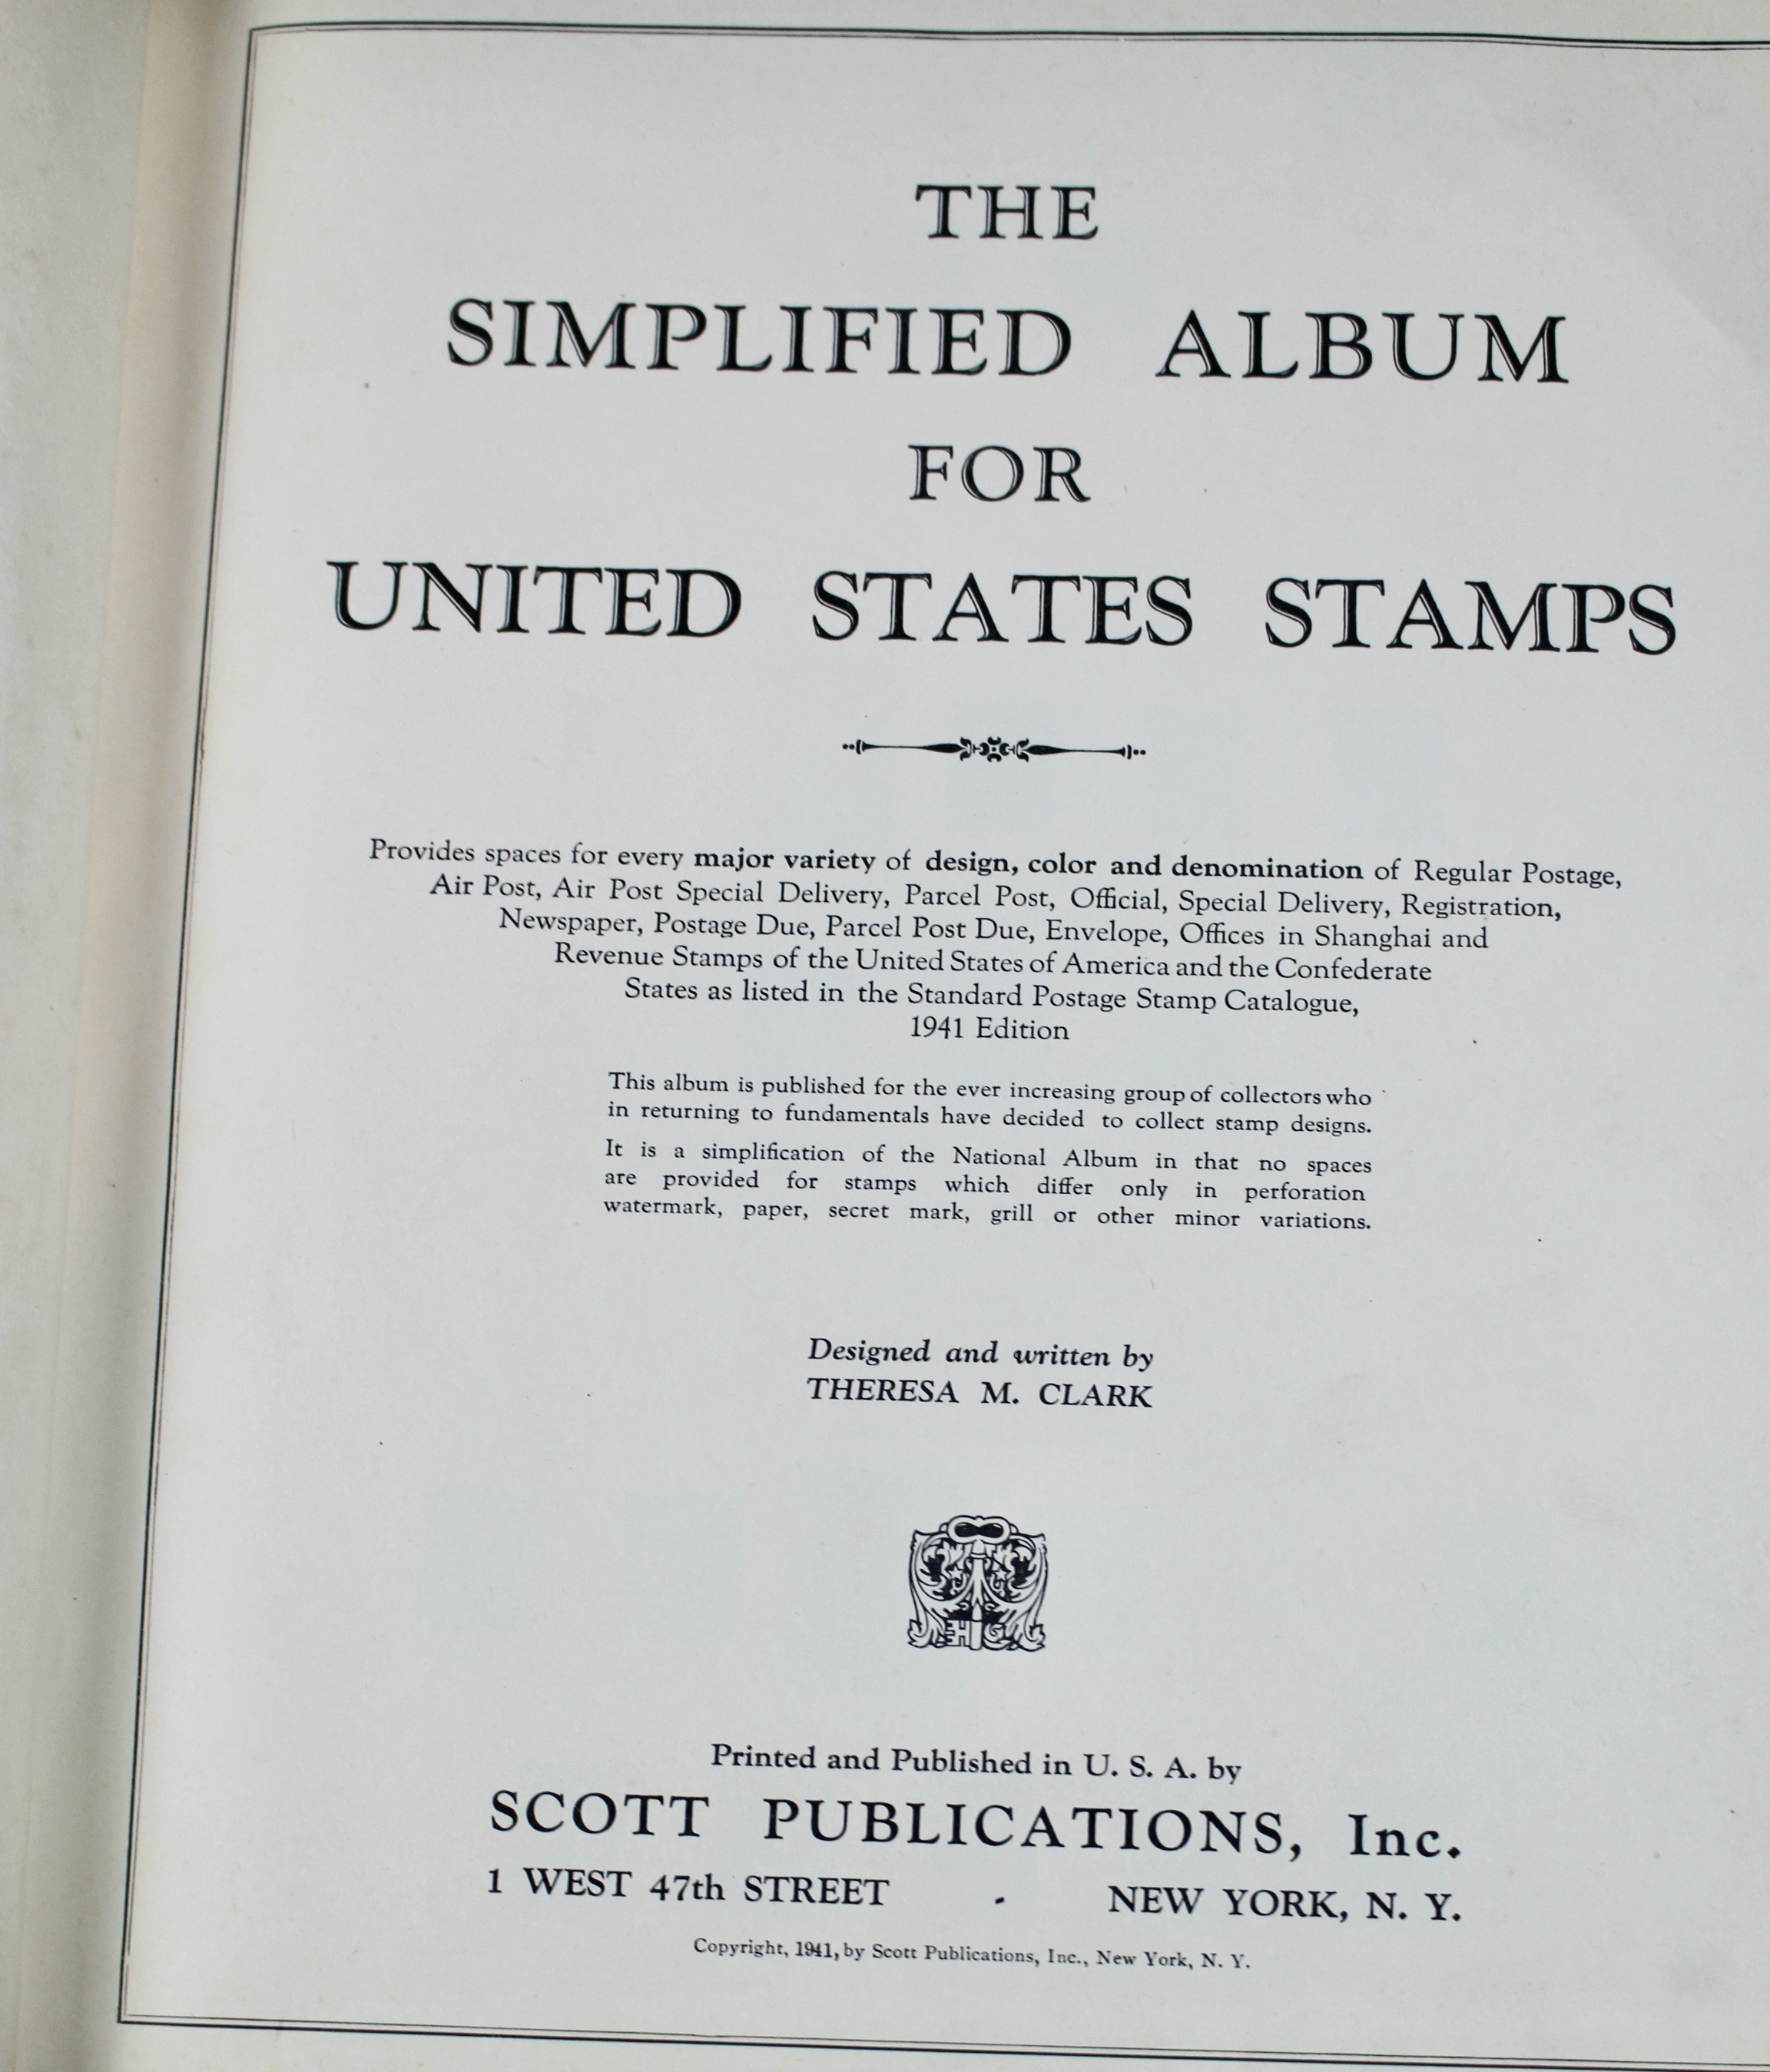 THE
SIMPLIFIED ALBUM
FOR
UNITED STATES STAMPS
Provides spaces for every major variety of design, color and denomination of Regular Postage,
Air Post, Air Post Special Delivery, Parcel Post, Official, Special Delivery, Registration,
Newspaper, Postage Due, Parcel Post Due, Envelope, Offices in Shanghai and
Revenue Stamps of the United States of America and the Confederate
States as listed in the Standard Postage Stamp Catalogue,
1941 Edition
This album is published for the ever increasing group of collectors who
in returning to fundamentals have decided to collect stamp designs.
It is a simplification of the National Album in that no spaces
are provided for stamps which differ only in perforation
watermark, paper, secret mark, grill or other minor variations.
Designed and written by
THERESA M. CLARK
Printed and Published in U. S. A. by
SCOTT PUBLICATIONS, Inc.
1 WEST 47th STREET - NEW YORK, N. Y.
Copyright, 1941, by Scott Publications, Inc., New York, N. Y.